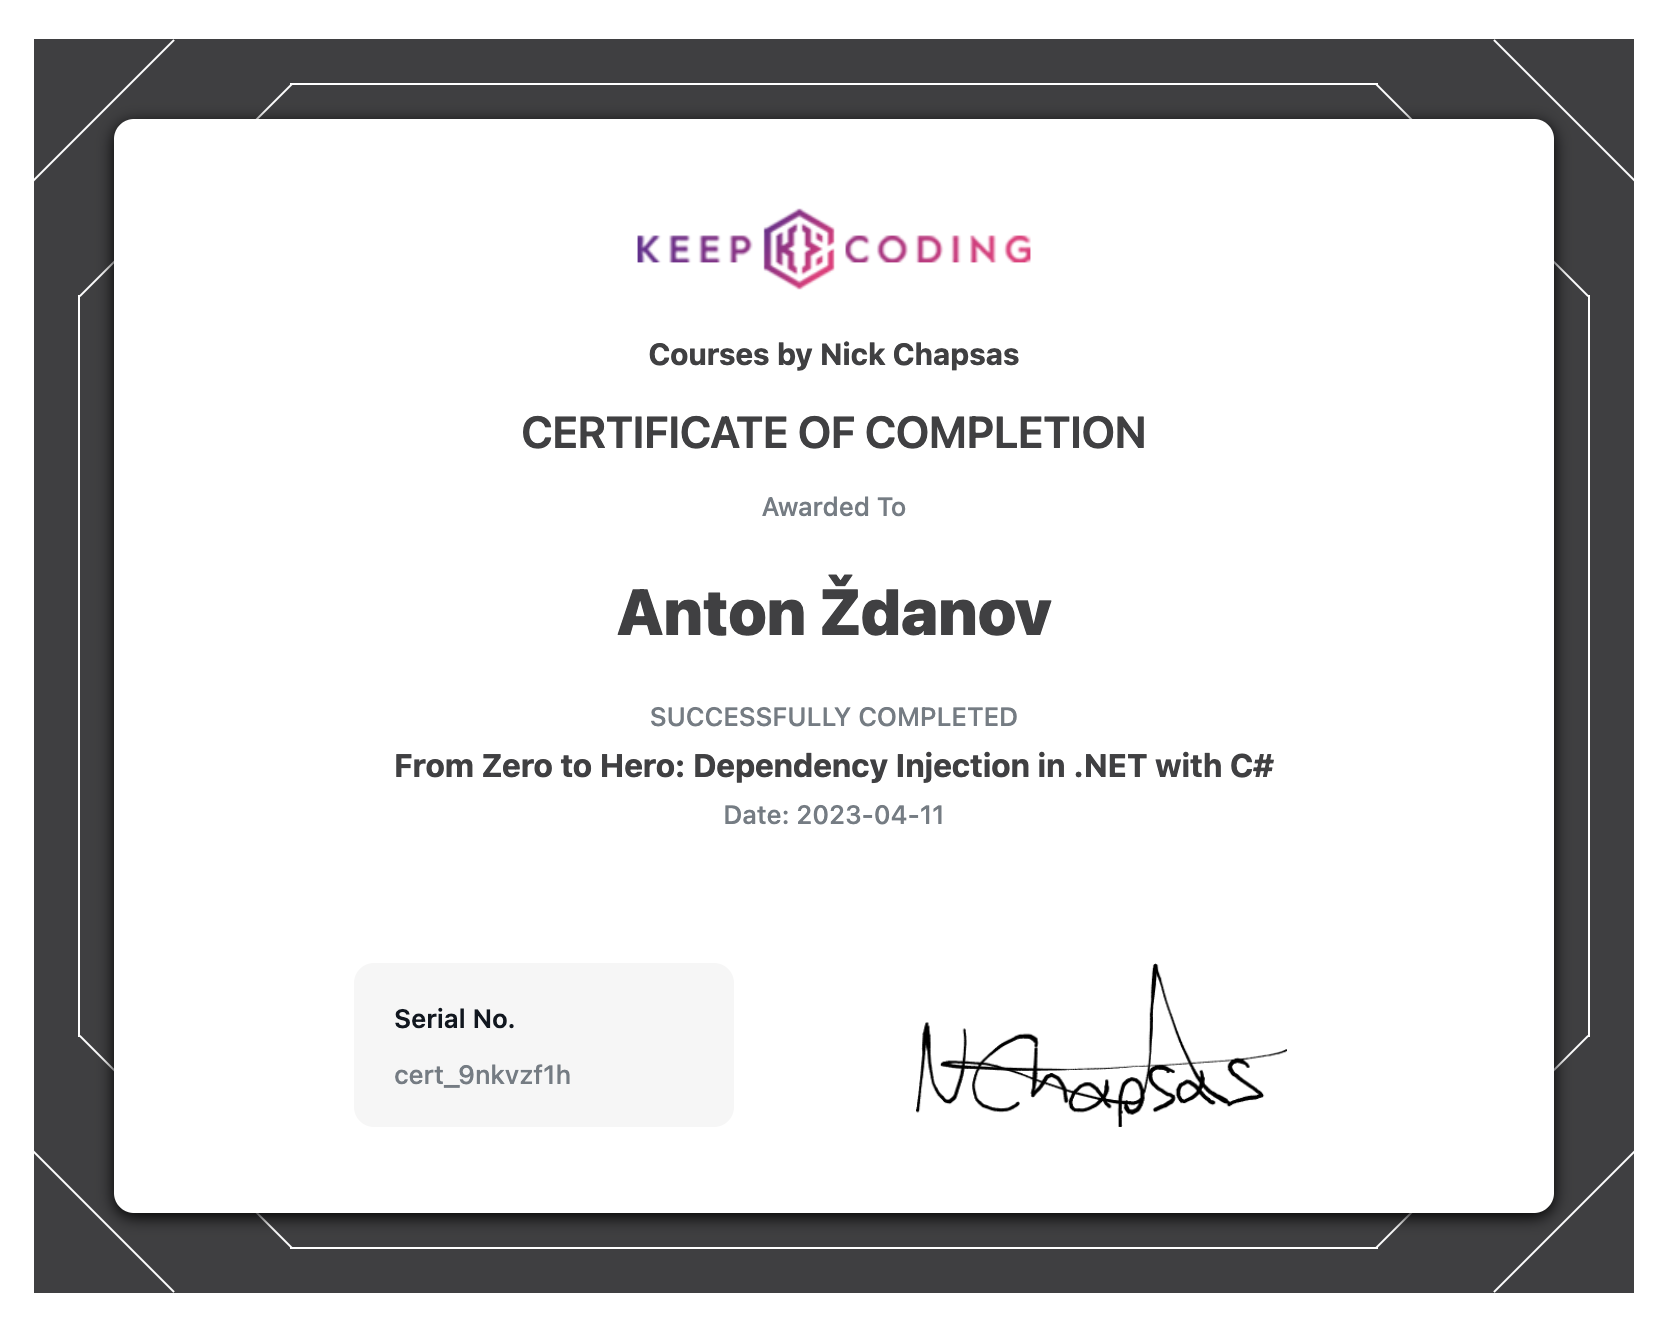 KEEP CODING
Courses by Nick Chapsas
CERTIFICATE OF COMPLETION
Awarded To
Anton Ždanov
SUCCESSFULLY COMPLETED
From Zero to Hero: Dependency Injection in .NET with C#
Date: 2023-04-11
Serial No.
cert_9nkvzf1h
NChapsas